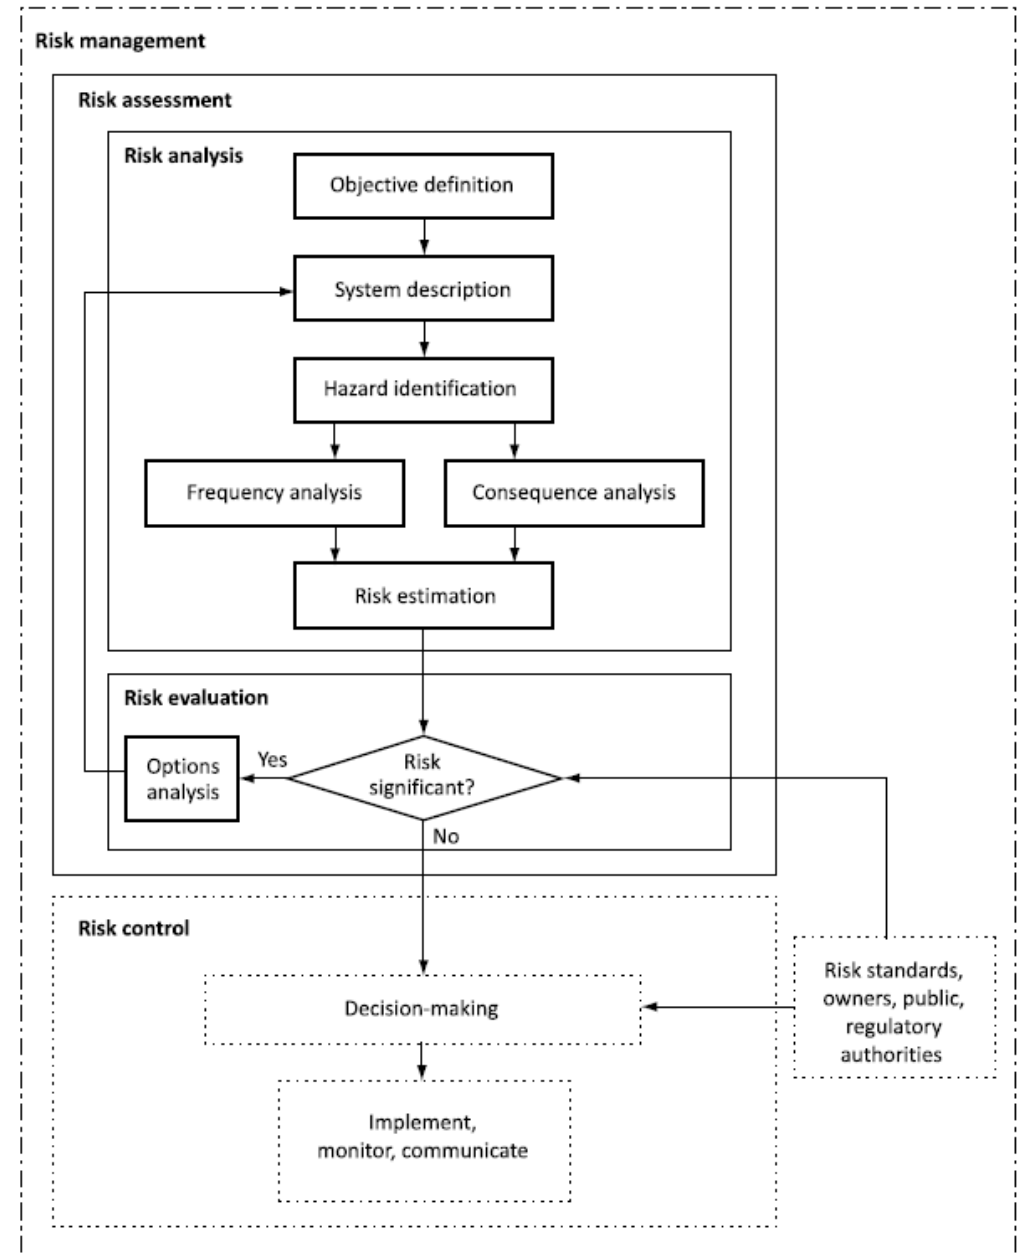 Risk management
Risk assessment
Risk analysis
Objective definition
System description
Hazard identification
Frequency analysis
Consequence analysis
Risk estimation
Risk evaluation
Options
analysis
Yes
Risk
significant?
No
Risk control
Decision-making
Risk standards,
owners, public,
regulatory
authorities
Implement,
monitor, communicate